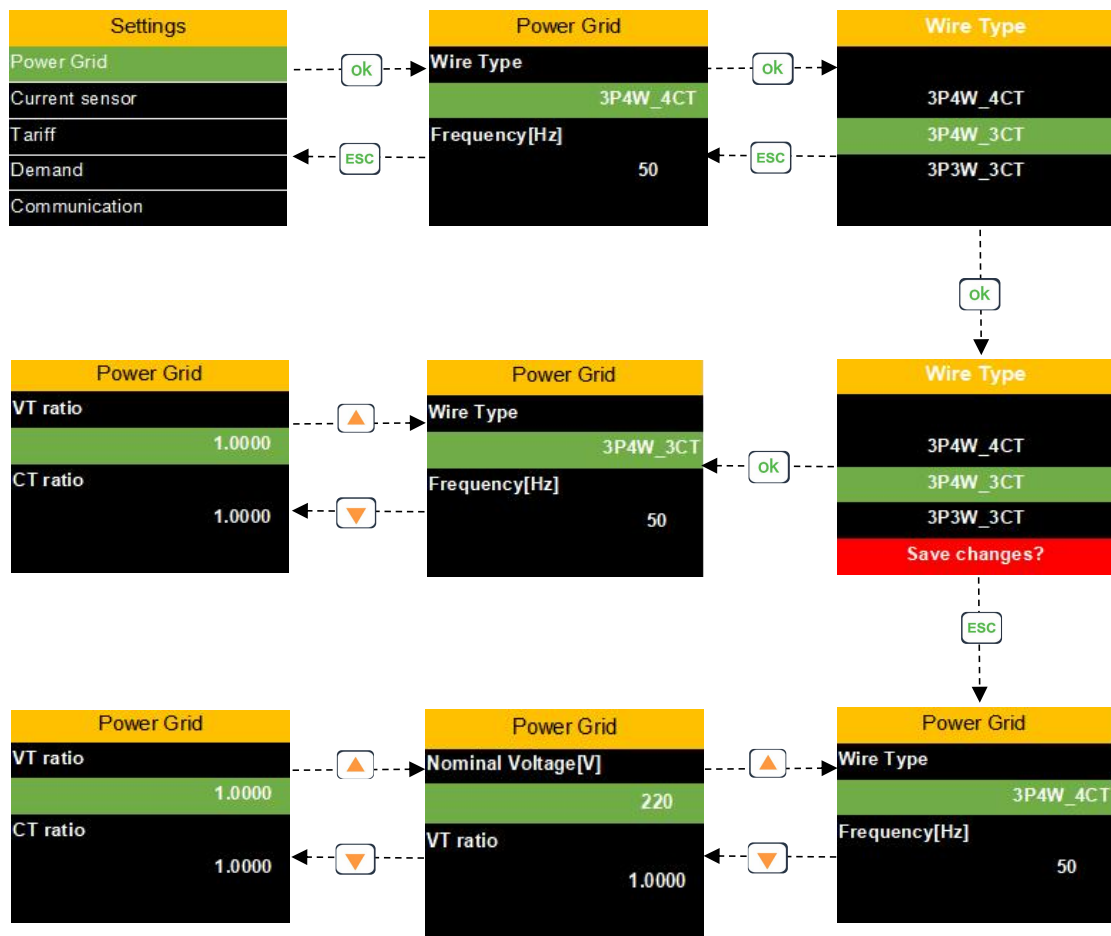 Settings
Power Grid
Current sensor
Tariff
Demand
Communication
ok
ESC
Power Grid
Wire Type
3P4W_4CT
Frequency[Hz]
50
ok
ESC
Wire Type
3P4W_4CT
3P4W_3CT
3P3W_3CT
ok
Power Grid
VT ratio
1.0000
CT ratio
1.0000
Power Grid
Wire Type
3P4W_3CT
Frequency[Hz]
50
ok
Wire Type
3P4W_4CT
3P4W_3CT
3P3W_3CT
Save changes?
ESC
Power Grid
VT ratio
1.0000
CT ratio
1.0000
Power Grid
Nominal Voltage[V]
220
VT ratio
1.0000
Power Grid
Wire Type
3P4W_4CT
Frequency[Hz]
50